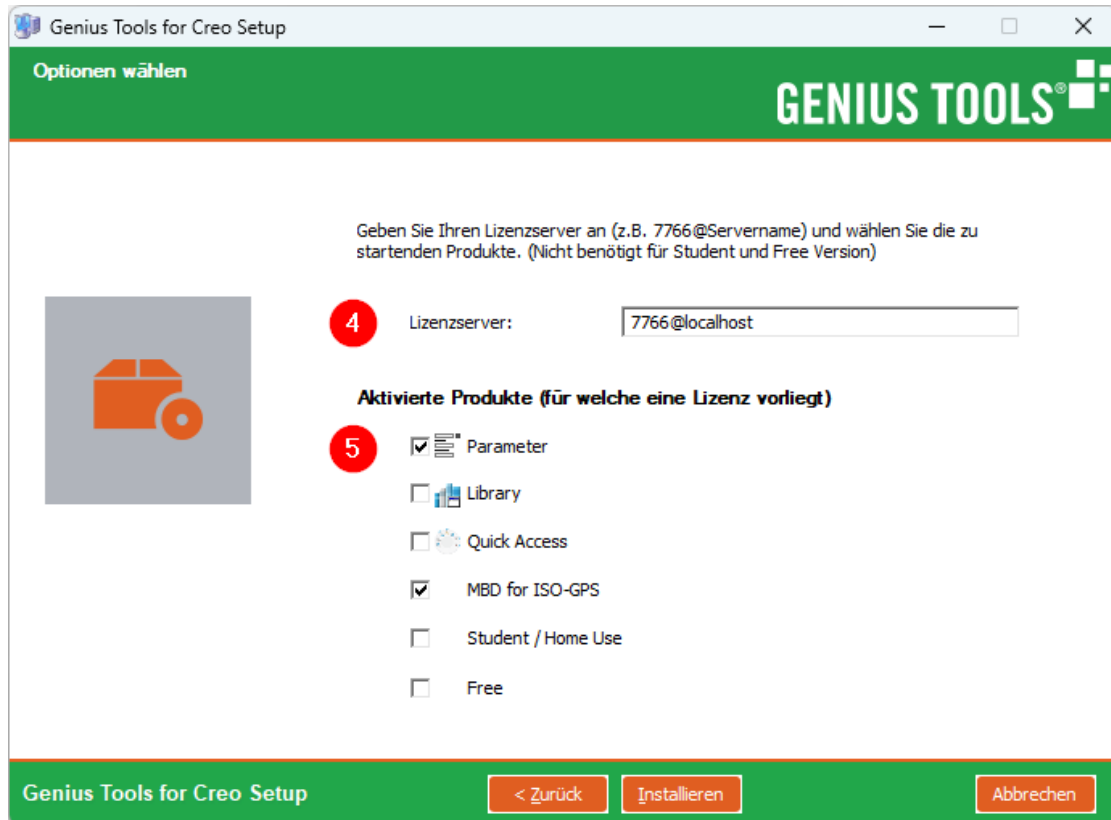 Genius Tools for Creo Setup
Optionen wählen
GENIUS TOOLS®
Geben Sie Ihren Lizenzserver an (z.B. 7766@Servername) und wählen Sie die zu
startenden Produkte. (Nicht benötigt für Student und Free Version)
4 Lizenzserver: 7766@localhost
Aktivierte Produkte (für welche eine Lizenz vorliegt)
5 Parameter
Library
Quick Access
MBD for ISO-GPS
Student / Home Use
Free
Genius Tools for Creo Setup < Zurück Installieren Abbrechen